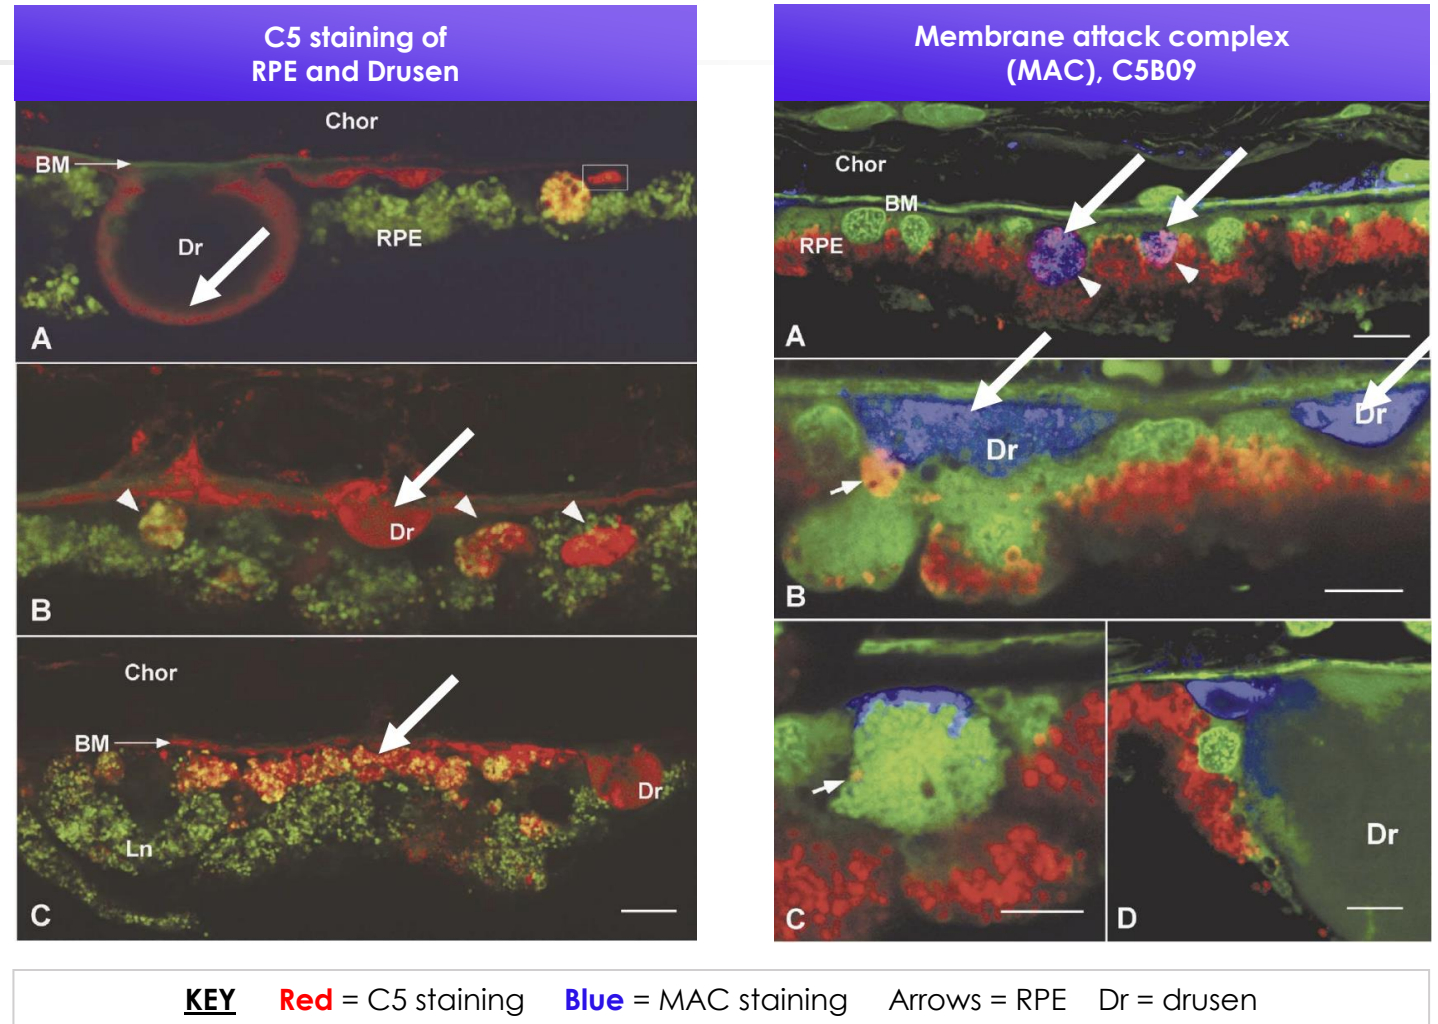 C5 staining of
RPE and Drusen
Chor
BM
Dr
RPE
A
Dr
B
Chor
BM
Dr
Ln
C
Membrane attack complex
(MAC), C5B09
Chor
BM
RPE
A
Dr
Dr
B
C
Dr
D
KEY Red = C5 staining Blue = MAC staining Arrows = RPE Dr = drusen